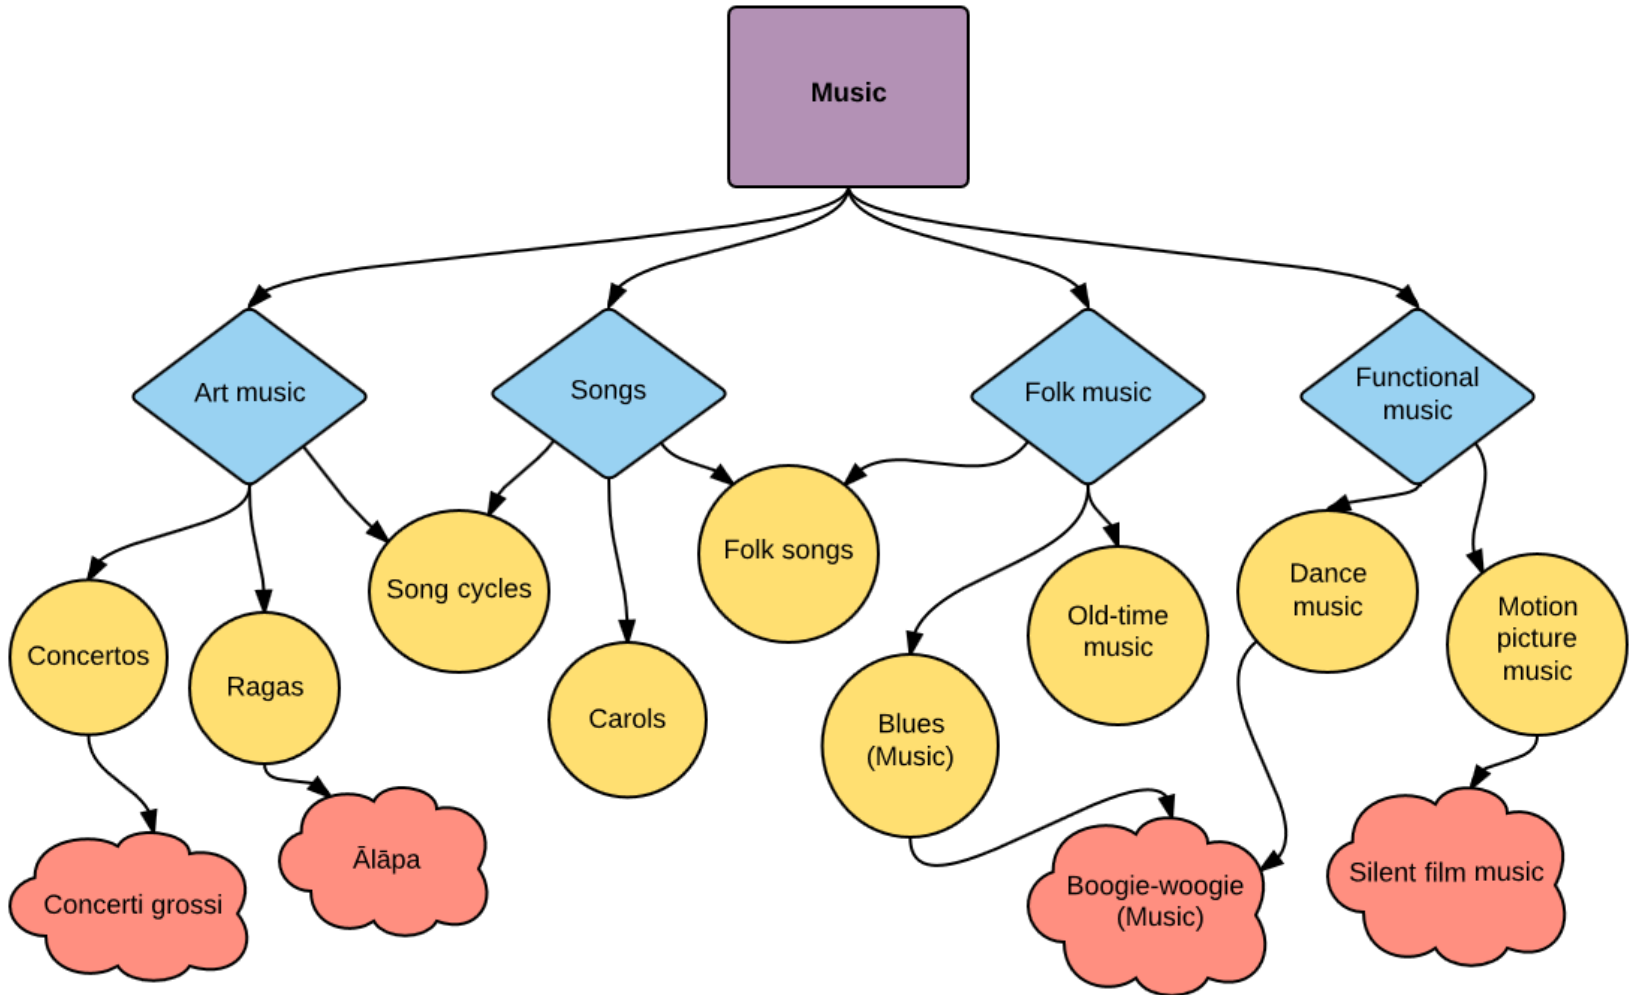 Music
Art music
Songs
Folk music
Functional
music
Concertos
Ragas
Song cycles
Carols
Folk songs
Blues
(Music)
Old-time
music
Dance
music
Motion
picture
music
Concerti grossi
Ālāpa
Boogie-woogie
(Music)
Silent film music